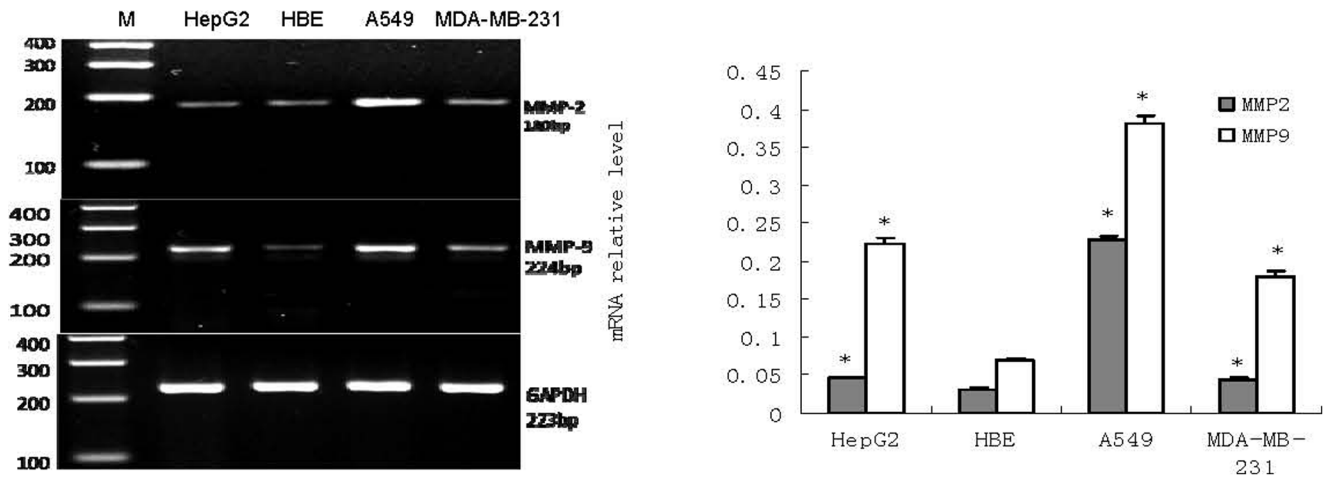 M HepG2 HBE A549 MDA-MB-231
400
300
200
100
MMP-2
180bp
400
300
200
100
MMP-9
224bp
400
300
200
100
GAPDH
223bp
mRNA relative level
0.45
0.4
0.35
0.3
0.25
0.2
0.15
0.1
0.05
0
* * * * * *
MMP2
MMP9
HepG2 HBE A549 MDA-MB-
231